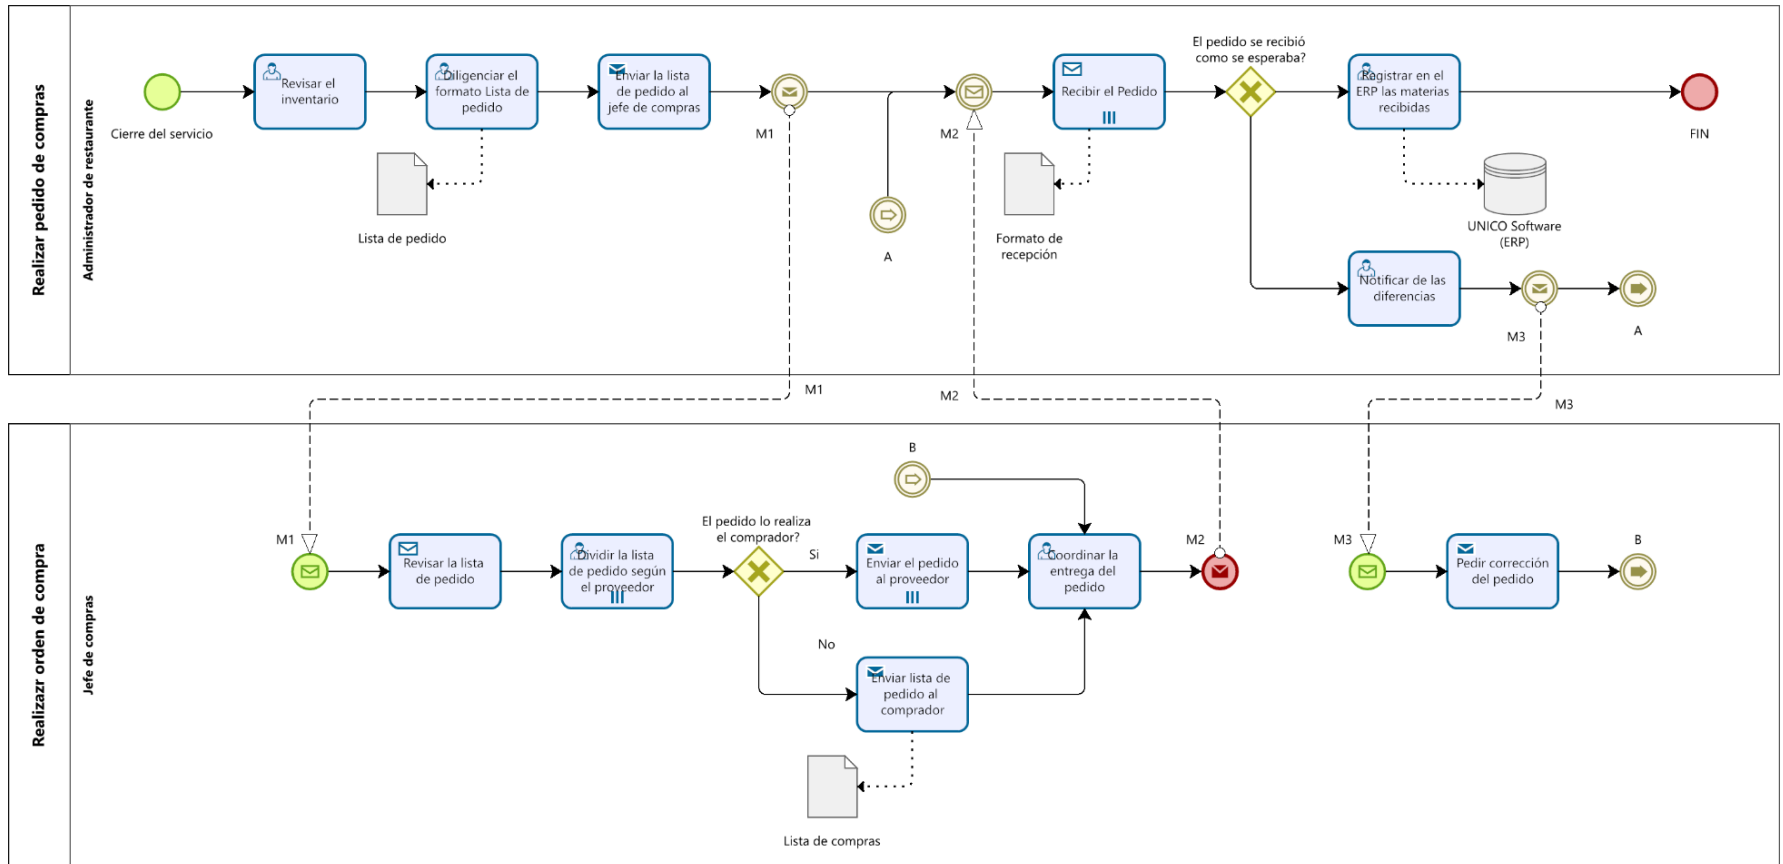 Realizar pedido de compras
Administrador de restaurante
Cierre del servicio
Revisar el
inventario
Diligenciar el
formato Lista de
pedido
Lista de pedido
Enviar la lista
de pedido al
jefe de compras
M1
A
M2
Recibir el Pedido
Formato de
recepción
El pedido se recibió
como se esperaba?
Registrar en el
ERP las materias
recibidas
UNICO Software
(ERP)
FIN
Notificar de las
diferencias
M3
A
M1
M2
M3
Realizazr orden de compra
Jefe de compras
M1
Revisar la lista
de pedido
Dividir la lista
de pedido según
el proveedor
El pedido lo realiza
el comprador?
Si
No
Enviar el pedido
al proveedor
Enviar lista de
pedido al
comprador
Lista de compras
B
Coordinar la
entrega del
pedido
M2
M3
Pedir corrección
del pedido
B